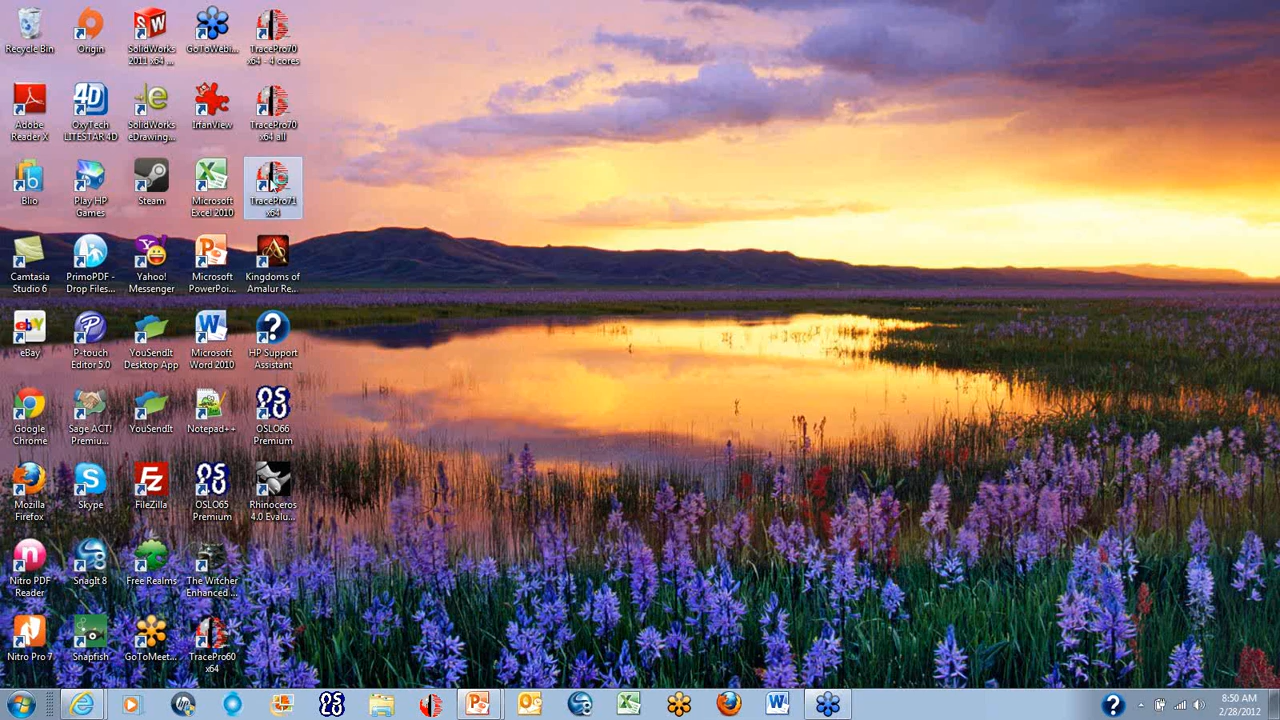 Recycle Bin
Origin
SolidWorks
2011 x64 ...
GoToWebi...
TracePro70
x64 - 4 cores
Adobe
Reader X
OxyTech
LITESTAR 4D
SolidWorks
eDrawing...
IrfanView
TracePro70
x64 all
Blio
Play HP
Games
Steam
Microsoft
Excel 2010
TracePro71
x64
Camtasia
Studio 6
PrimoPDF -
Drop Files...
Yahoo!
Messenger
Microsoft
PowerPoi...
Kingdoms of
Amalur Re...
eBay
P-touch
Editor 5.0
YouSendIt
Desktop App
Microsoft
Word 2010
HP Support
Assistant
Google
Chrome
Sage ACT!
Premiu...
YouSendIt
Notepad++
OSLO66
Premium
Mozilla
Firefox
Skype
FileZilla
OSLO65
Premium
Rhinoceros
4.0 Evalu...
Nitro PDF
Reader
SnagIt 8
Free Realms
The Witcher
Enhanced ...
Nitro Pro 7
Snapfish
GoToMeet...
TracePro60
x64
8:50 AM
2/28/2012